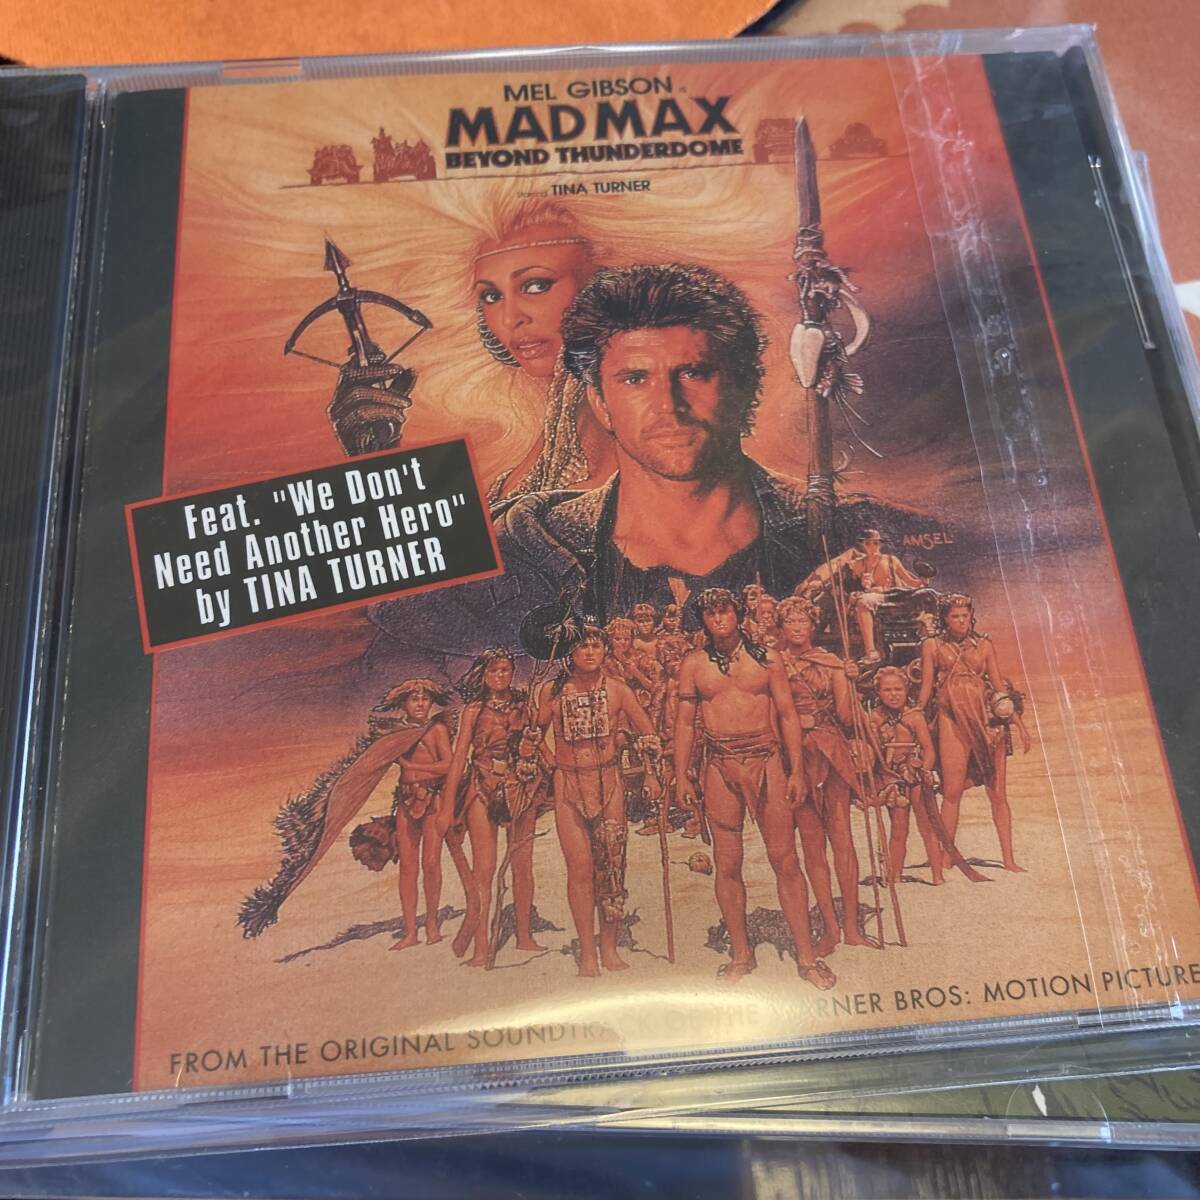 MEL GIBSON IS
MAD MAX
BEYOND THUNDERDOME
TINA TURNER
AMSEL
Feat. "We Don't
Need Another Hero"
by TINA TURNER
FROM THE ORIGINAL SOUNDTRACK OF THE WARNER BROS: MOTION PICTURE